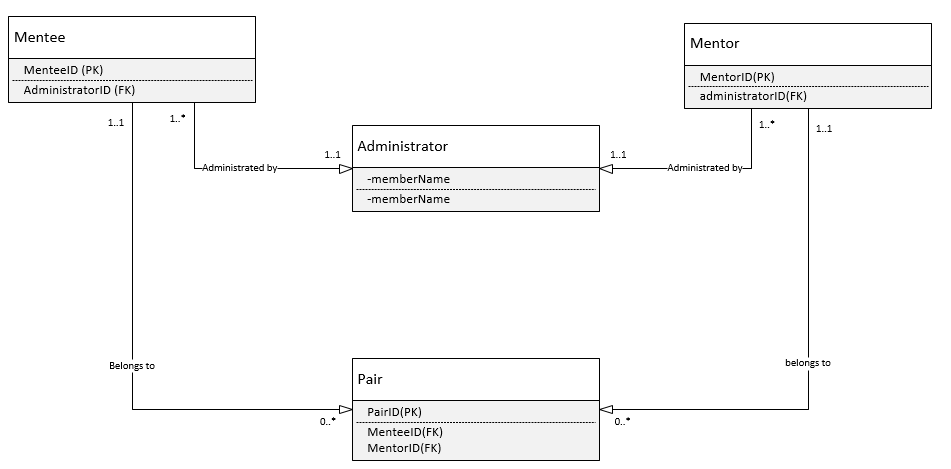 Mentee
MenteeID (PK)
AdministratorID (FK)
Mentor
MentorID(PK)
administratorID(FK)
1..1
1..*
1..*
1..1
Administrator
-memberName
-memberName
Administrated by
1..1
1..1
Administrated by
Belongs to
belongs to
Pair
PairID(PK)
MenteeID(FK)
MentorID(FK)
0..*
0..*